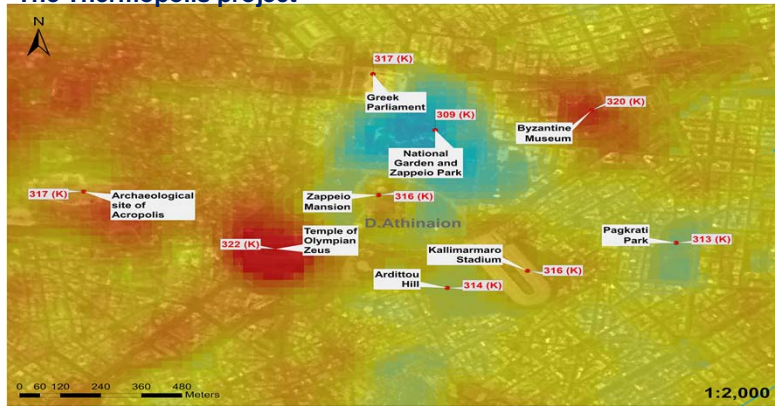 The Thermopolis project
N
317 (K)
Greek
Parliament
309 (K)
National
Garden and
Zappeio Park
320 (K)
Byzantine
Museum
317 (K)
Archaeological
site of
Acropolis
Zappeio
Mansion
316 (K)
D.Athinaion
322 (K)
Temple of
Olympian
Zeus
Kallimarmaro
Stadium
316 (K)
Pagkrati
Park
313 (K)
Ardittou
Hill
314 (K)
0 60 120 240 360 480
Meters
1:2,000